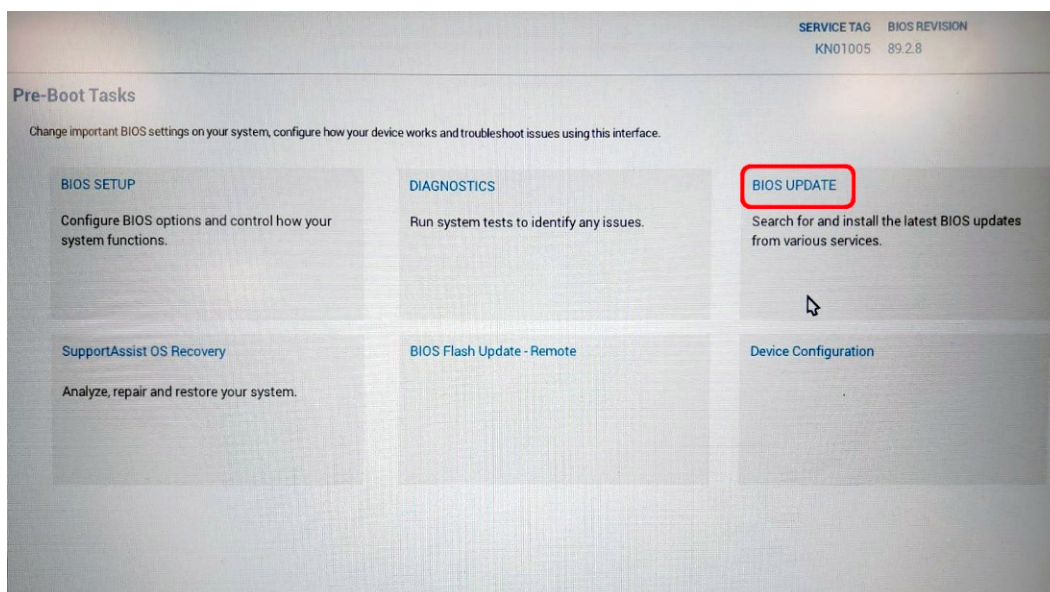 SERVICE TAG BIOS REVISION
KN01005 89.2.8
Pre-Boot Tasks
Change important BIOS settings on your system, configure how your device works and troubleshoot issues using this interface.
BIOS SETUP
Configure BIOS options and control how your
system functions.
DIAGNOSTICS
Run system tests to identify any issues.
BIOS UPDATE
Search for and install the latest BIOS updates
from various services.
SupportAssist OS Recovery
Analyze, repair and restore your system.
BIOS Flash Update - Remote
Device Configuration